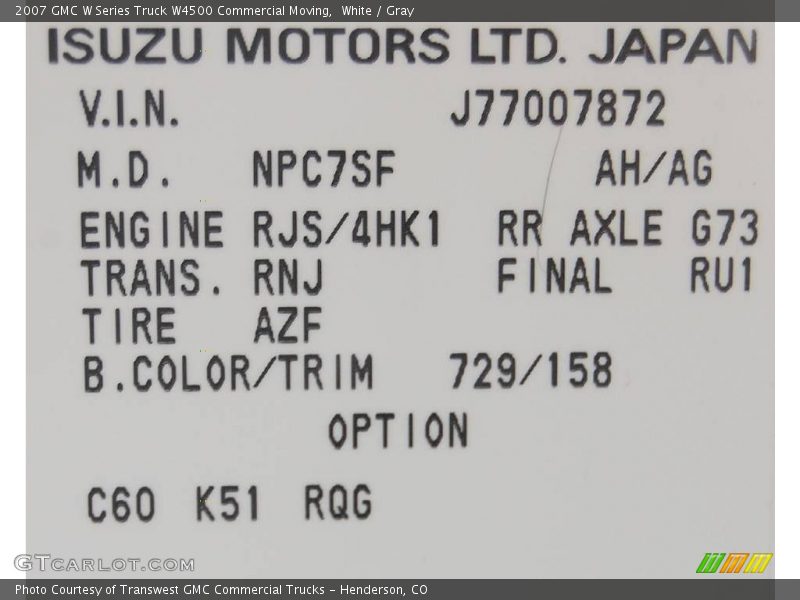 2007 GMC W Series Truck W4500 Commercial Moving, White / Gray
ISUZU MOTORS LTD. JAPAN
V.I.N. J77007872
M.D. NPC7SF AH/AG
ENGINE RJS/4HK1 RR AXLE G73
TRANS. RNJ FINAL RU1
TIRE AZF
B.COLOR/TRIM 729/158
OPTION
C60 K51 RQG
GTCARLOT.COM
Photo Courtesy of Transwest GMC Commercial Trucks - Henderson, CO